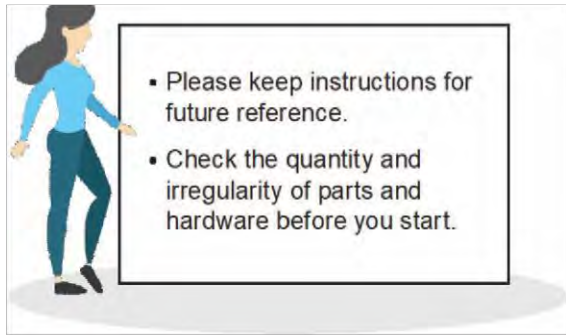 ▪ Please keep instructions for
future reference.
▪ Check the quantity and
irregularity of parts and
hardware before you start.